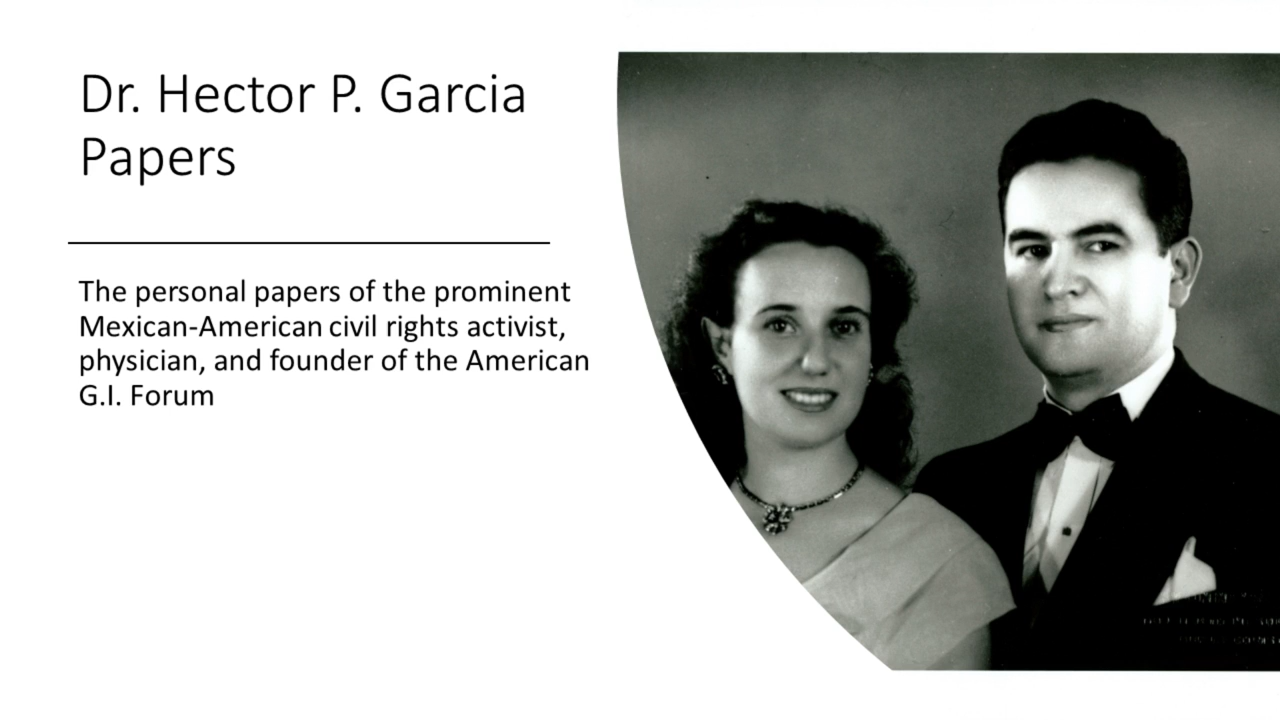 Dr. Hector P. Garcia
Papers
The personal papers of the prominent
Mexican-American civil rights activist,
physician, and founder of the American
G.I. Forum